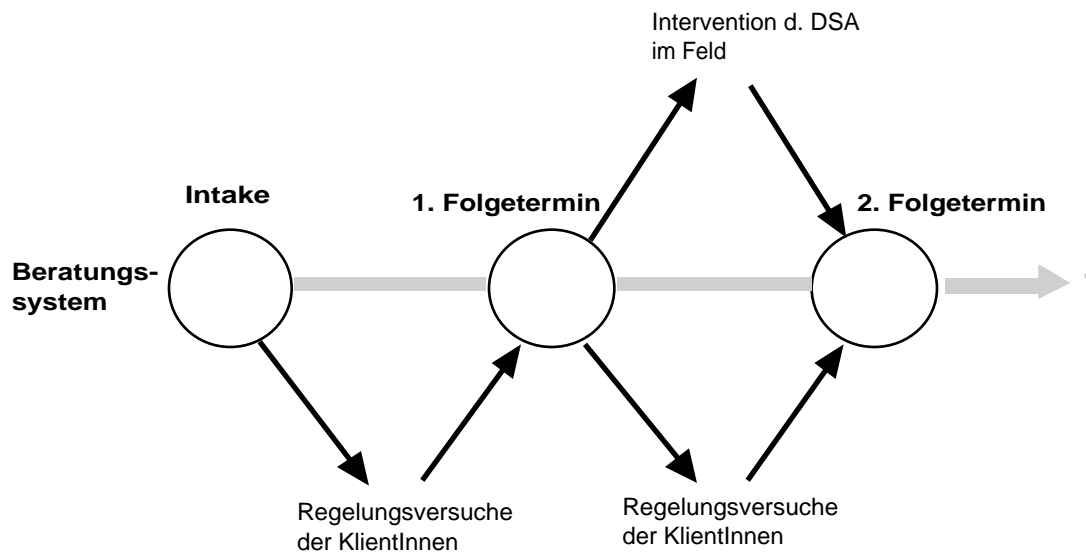 Intervention d. DSA
im Feld
Intake
1. Folgetermin
2. Folgetermin
Beratungs-
system
Regelungsversuche
der KlientInnen
Regelungsversuche
der KlientInnen